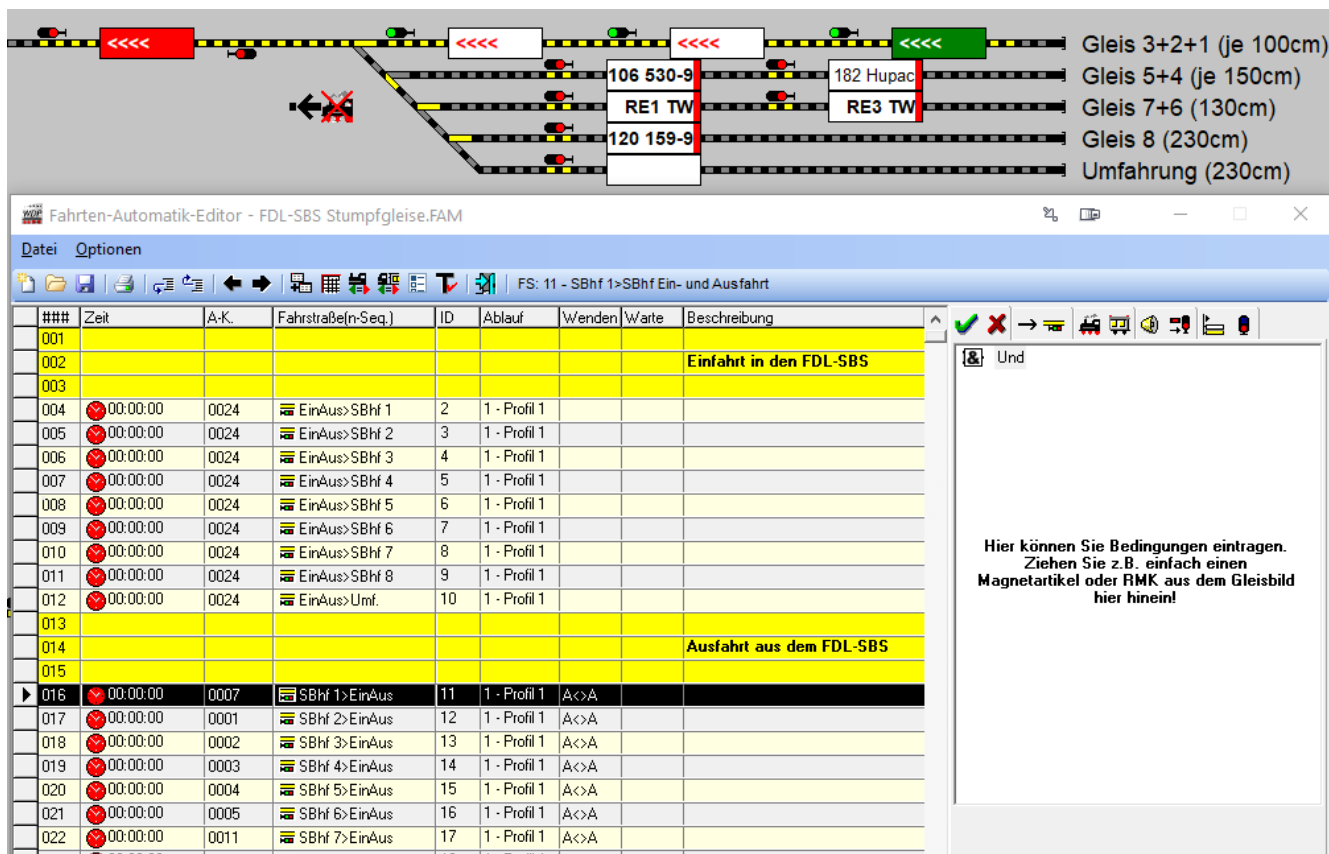 <<<< <<<< <<<< <<<< Gleis 3+2+1 (je 100cm)
106 530-9 182 Hupac Gleis 5+4 (je 150cm)
RE1 TW RE3 TW Gleis 7+6 (130cm)
120 159-9 Gleis 8 (230cm)
Umfahrung (230cm)
WDP Fahrten-Automatik-Editor - FDL-SBS Stumpfgleise.FAM
Datei Optionen
FS: 11 - SBhf 1>SBhf Ein- und Ausfahrt
### Zeit A-K. Fahrstraße(n-Seq.) ID Ablauf Wenden Warte Beschreibung
001
002 Einfahrt in den FDL-SBS
003
004 00:00:00 0024 EinAus>SBhf 1 2 1 - Profil 1
005 00:00:00 0024 EinAus>SBhf 2 3 1 - Profil 1
006 00:00:00 0024 EinAus>SBhf 3 4 1 - Profil 1
007 00:00:00 0024 EinAus>SBhf 4 5 1 - Profil 1
008 00:00:00 0024 EinAus>SBhf 5 6 1 - Profil 1
009 00:00:00 0024 EinAus>SBhf 6 7 1 - Profil 1
010 00:00:00 0024 EinAus>SBhf 7 8 1 - Profil 1
011 00:00:00 0024 EinAus>SBhf 8 9 1 - Profil 1
012 00:00:00 0024 EinAus>Umf. 10 1 - Profil 1
013
014 Ausfahrt aus dem FDL-SBS
015
016 00:00:00 0007 SBhf 1>EinAus 11 1 - Profil 1 A<>A
017 00:00:00 0001 SBhf 2>EinAus 12 1 - Profil 1 A<>A
018 00:00:00 0002 SBhf 3>EinAus 13 1 - Profil 1 A<>A
019 00:00:00 0003 SBhf 4>EinAus 14 1 - Profil 1 A<>A
020 00:00:00 0004 SBhf 5>EinAus 15 1 - Profil 1 A<>A
021 00:00:00 0005 SBhf 6>EinAus 16 1 - Profil 1 A<>A
022 00:00:00 0011 SBhf 7>EinAus 17 1 - Profil 1 A<>A
& Und
Hier können Sie Bedingungen eintragen.
Ziehen Sie z.B. einfach einen
Magnetartikel oder RMK aus dem Gleisbild
hier hinein!